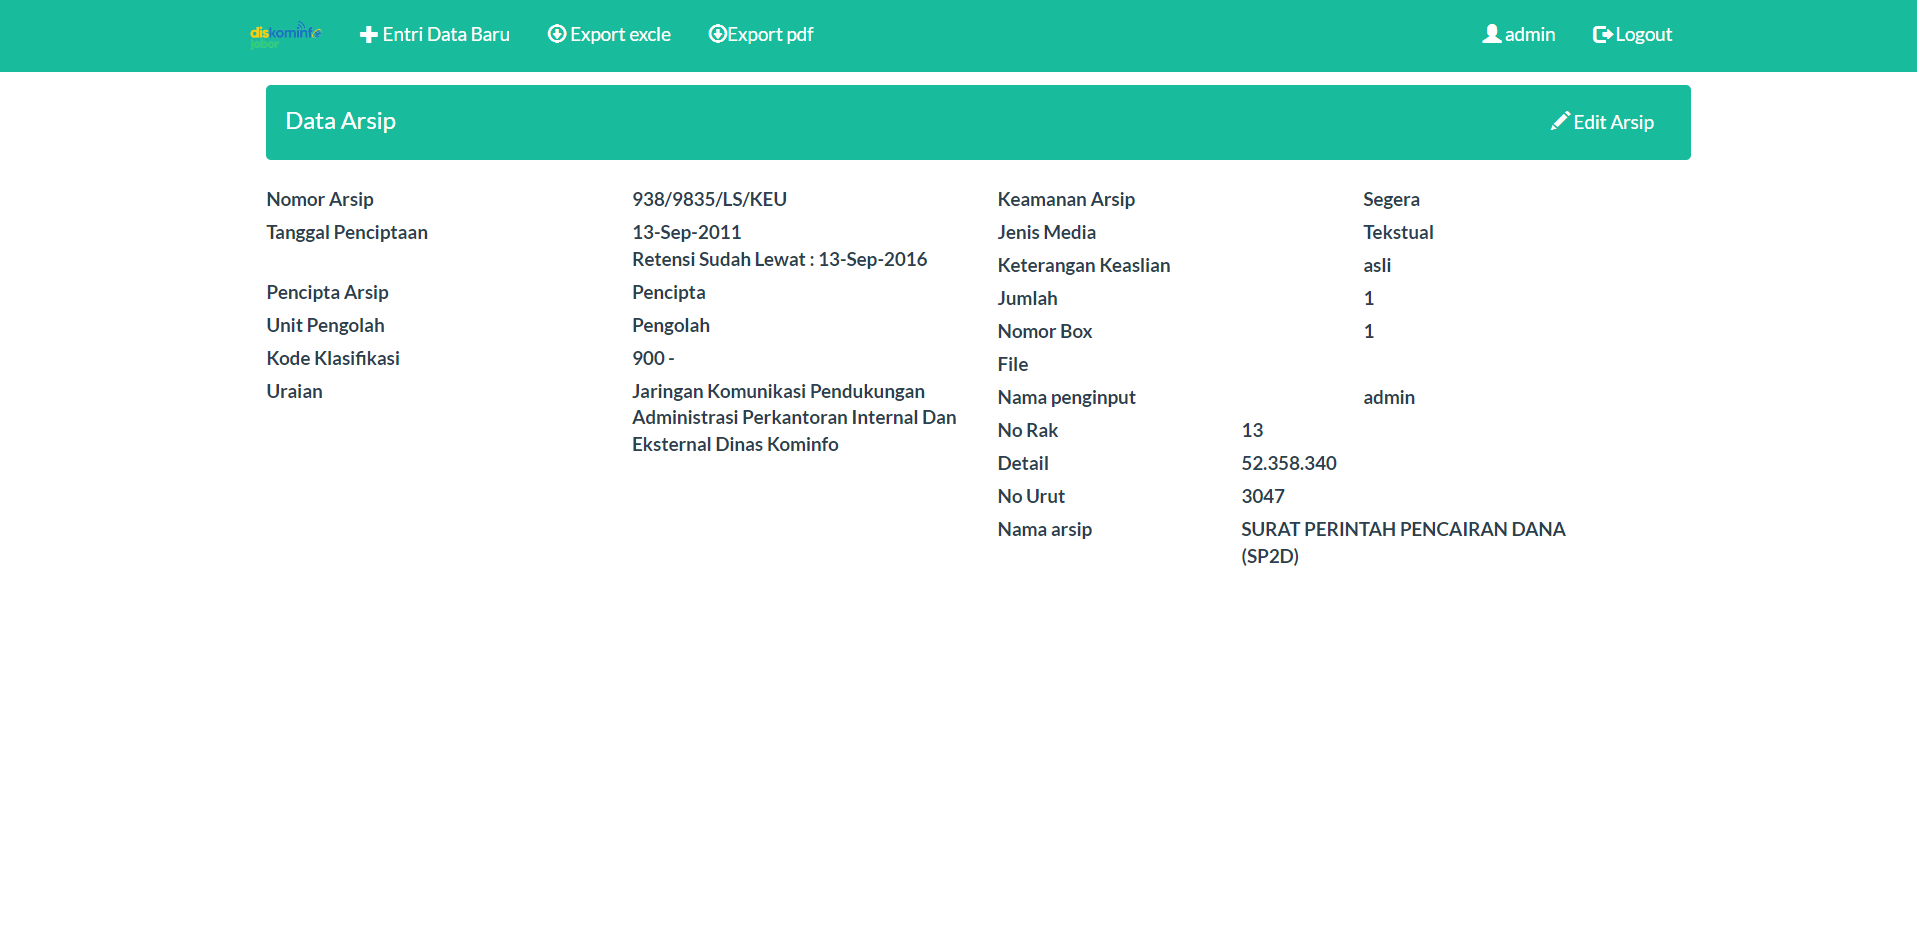 diskominfo
jabar
Entri Data Baru
Export excle
Export pdf
admin
Logout
Data Arsip
Edit Arsip
Nomor Arsip
938/9835/LS/KEU
Tanggal Penciptaan
13-Sep-2011
Retensi Sudah Lewat : 13-Sep-2016
Pencipta Arsip
Pencipta
Unit Pengolah
Pengolah
Kode Klasifikasi
900 -
Uraian
Jaringan Komunikasi Pendukungan
Administrasi Perkantoran Internal Dan
Eksternal Dinas Kominfo
Keamanan Arsip
Segera
Jenis Media
Tekstual
Keterangan Keaslian
asli
Jumlah
1
Nomor Box
1
File
Nama penginput
admin
No Rak
13
Detail
52.358.340
No Urut
3047
Nama arsip
SURAT PERINTAH PENCAIRAN DANA
(SP2D)